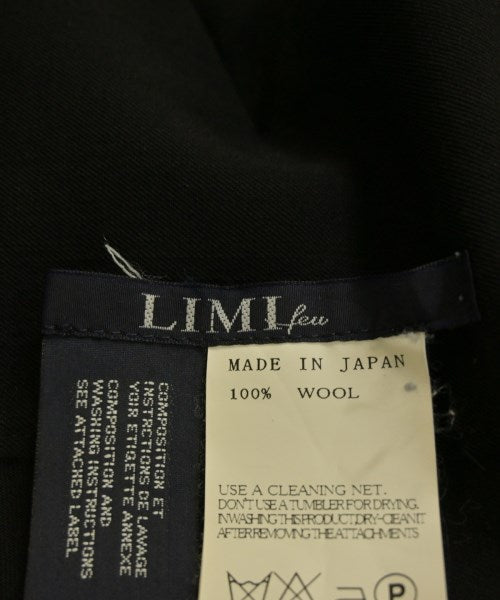 LIMI feu
MADE IN JAPAN
100% WOOL
USE A CLEANING NET.
DON'T USE A TUMBLER FOR DRYING.
IN WASHING THIS PRODUCT,DRY-CLEAN IT
AFTER REMOVING THE ATTACHMENTS
P
COMPOSITION ET
INSTRCTIONS DE LAVAGE
VOIR ETIQUETTE ANNEXE
COMPOSITION AND
WASHING INSTRUCTIONS
SEE ATTACHED LABEL